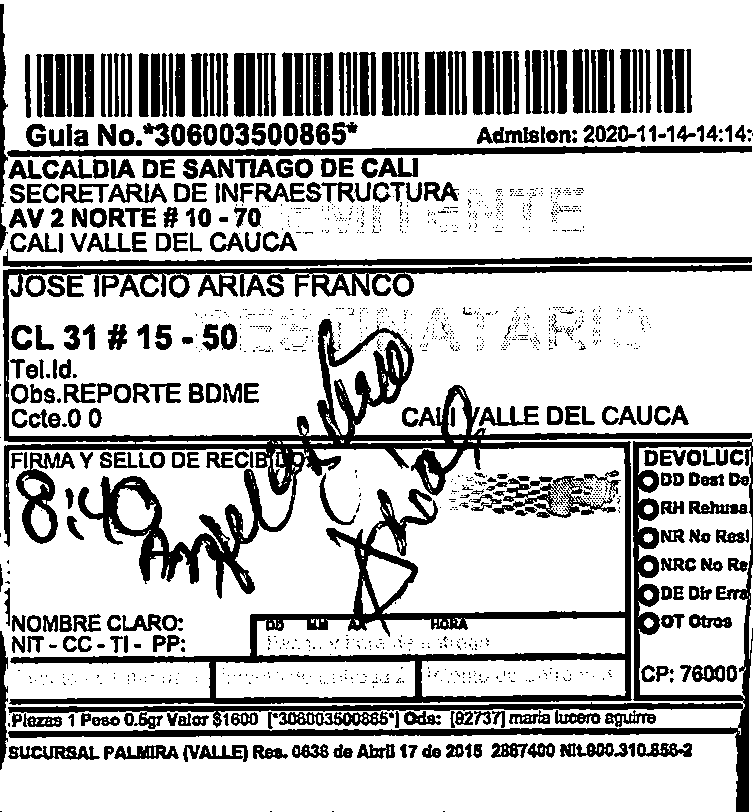 Guia No.*306003500865*
Admision: 2020-11-14-14:14:
ALCALDIA DE SANTIAGO DE CALI
SECRETARIA DE INFRAESTRUCTURA
AV 2 NORTE # 10 - 70
CALI VALLE DEL CAUCA
JOSE IPACIO ARIAS FRANCO
DESTINATARIO
CL 31 # 15 - 50
Tel.Id.
Obs.REPORTE BDME
Ccte.0 0
CALI VALLE DEL CAUCA
FIRMA Y SELLO DE RECIBIDO
8:40
Angela
DEVOLUCI
DD Dest De
RH Rehusa
NR No Resi
NRC No Re
DE Dir Erra
OT Otros
NOMBRE CLARO:
NIT - CC - TI - PP:
DD MM AA HORA
CP: 760001
Piezas 1 Peso 0.5gr Valor $1600 [*306003500865*] Ods: [92737] maria lucero aguirre
SUCURSAL PALMIRA (VALLE) Res. 0638 de Abril 17 de 2015 2867400 Nit.900.310.856-2